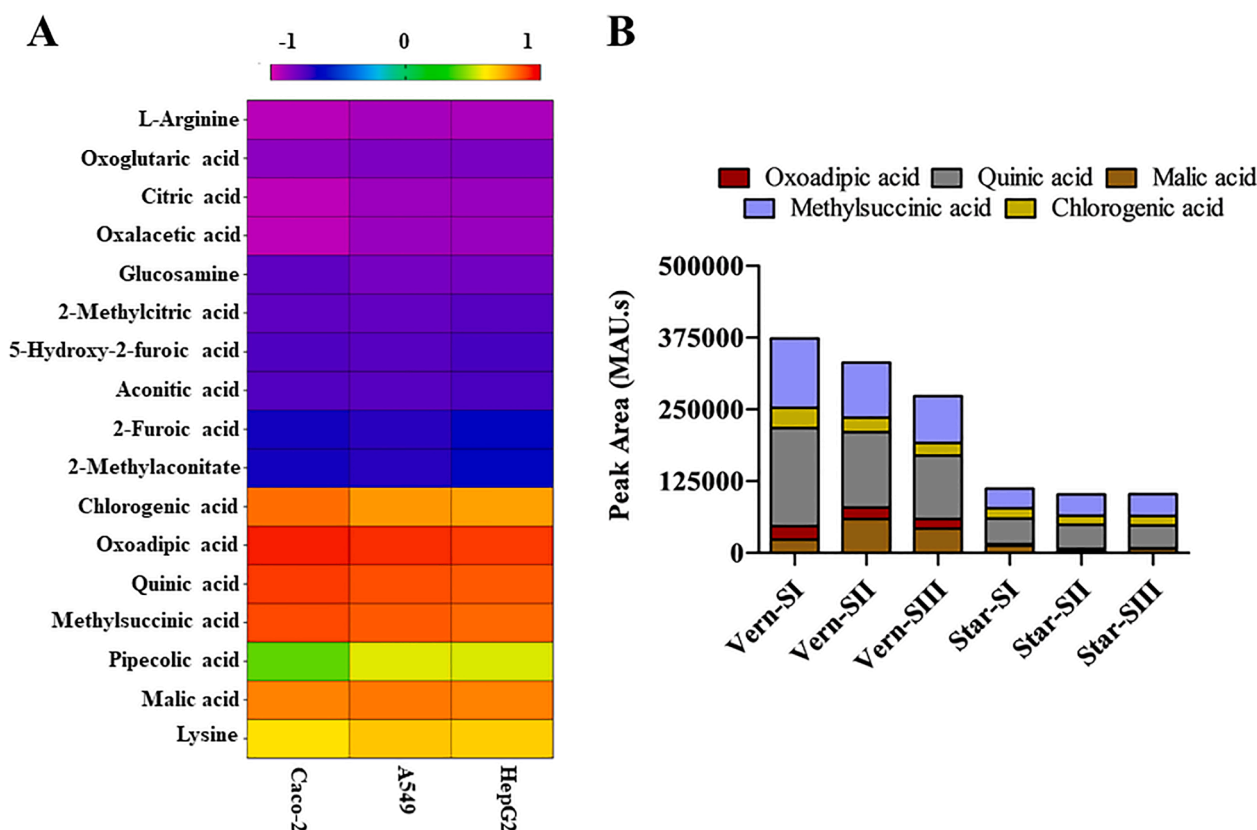 A
-1 0 1
L-Arginine
Oxoglutaric acid
Citric acid
Oxalacetic acid
Glucosamine
2-Methylcitric acid
5-Hydroxy-2-furoic acid
Aconitic acid
2-Furoic acid
2-Methylaconitate
Chlorogenic acid
Oxoadipic acid
Quinic acid
Methylsuccinic acid
Pipecolic acid
Malic acid
Lysine
Caco-2
A549
HepG2
B
Oxoadipic acid Quinic acid Malic acid
Methylsuccinic acid Chlorogenic acid
Peak Area (MAU.s)
500000
375000
250000
125000
0
Vern-SI
Vern-SII
Vern-SIII
Star-SI
Star-SII
Star-SIII